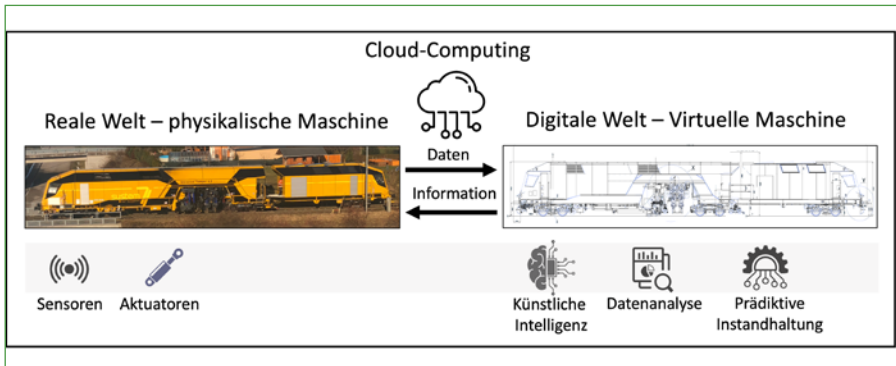 Cloud-Computing
Reale Welt – physikalische Maschine
Digitale Welt – Virtuelle Maschine
Daten
Information
Sensoren
Aktuatoren
Künstliche
Intelligenz
Datenanalyse
Prädiktive
Instandhaltung